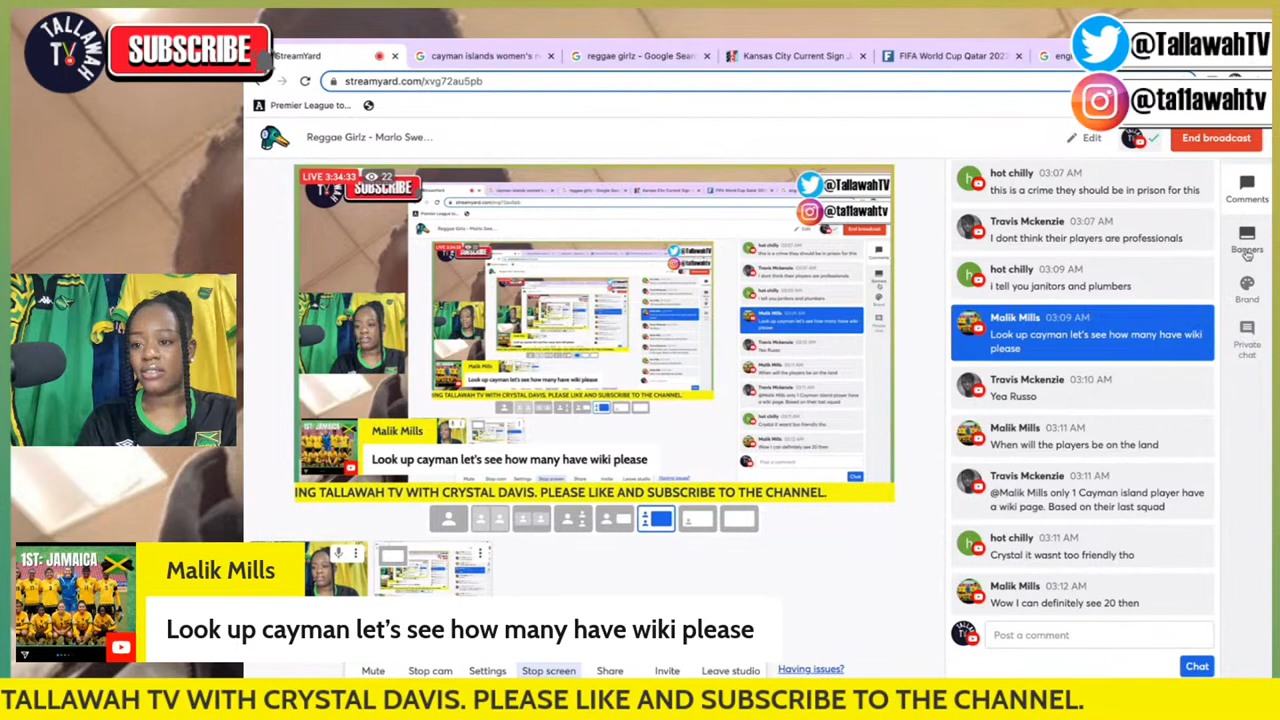 TALLAWAH
TV
SUBSCRIBE
@TallawahTV
@ta11awahtv
StreamYard
cayman islands women's n
reggae girlz - Google Sear
Kansas City Current Sign J
FIFA World Cup Qatar 202
streamyard.com/xvg72au5pb
Premier League to...
Reggae Girlz - Marlo Swe...
Edit
End broadcast
LIVE 3:34:33
22
SUBSCRIBE
@TallawahTV
@ta11awahtv
Malik Mills
Look up cayman let's see how many have wiki please
ING TALLAWAH TV WITH CRYSTAL DAVIS. PLEASE LIKE AND SUBSCRIBE TO THE CHANNEL.
hot chilly 03:07 AM
this is a crime they should be in prison for this
Travis Mckenzie 03:07 AM
I dont think their players are professionals
hot chilly 03:09 AM
i tell you janitors and plumbers
Malik Mills 03:09 AM
Look up cayman let's see how many have wiki
please
Travis Mckenzie 03:10 AM
Yea Russo
Malik Mills 03:11 AM
When will the players be on the land
Travis Mckenzie 03:11 AM
@Malik Mills only 1 Cayman island player have
a wiki page. Based on their last squad
hot chilly 03:11 AM
Crystal it wasnt too friendly tho
Malik Mills 03:12 AM
Wow I can definitely see 20 then
Post a comment
Chat
Comments
Banners
Brand
Private
chat
1ST: JAMAICA
Malik Mills
Look up cayman let's see how many have wiki please
Mute
Stop cam
Settings
Stop screen
Share
Invite
Leave studio
Having issues?
TALLAWAH TV WITH CRYSTAL DAVIS. PLEASE LIKE AND SUBSCRIBE TO THE CHANNEL.